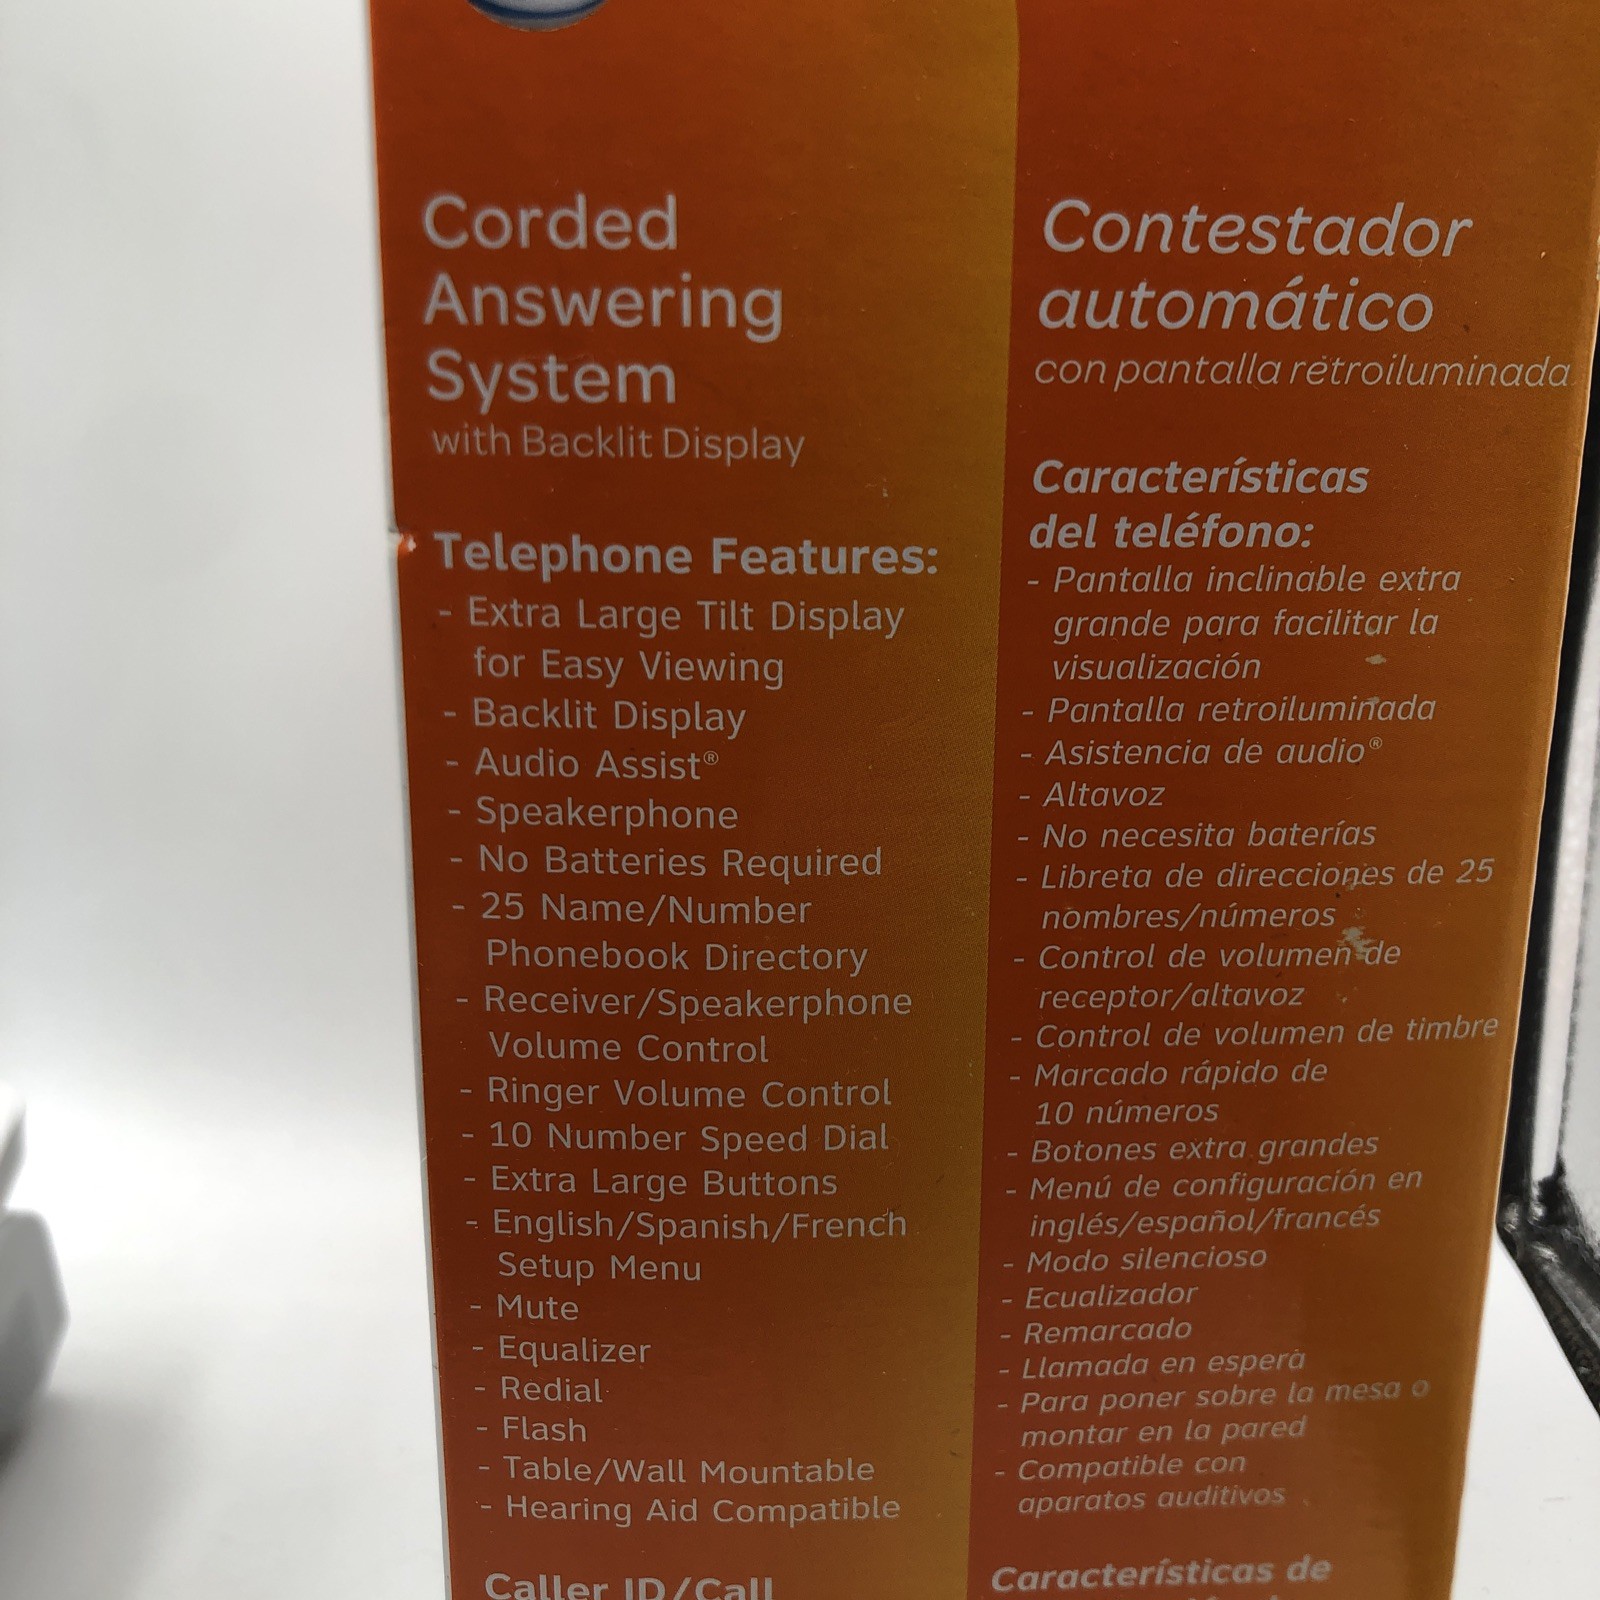 Corded
Answering
System
with Backlit Display
Telephone Features:
- Extra Large Tilt Display
for Easy Viewing
- Backlit Display
- Audio Assist®
- Speakerphone
- No Batteries Required
- 25 Name/Number
Phonebook Directory
- Receiver/Speakerphone
Volume Control
- Ringer Volume Control
- 10 Number Speed Dial
- Extra Large Buttons
- English/Spanish/French
Setup Menu
- Mute
- Equalizer
- Redial
- Flash
- Table/Wall Mountable
- Hearing Aid Compatible
Caller ID/Call
Contestador
automático
con pantalla retroiluminada
Características
del teléfono:
- Pantalla inclinable extra
grande para facilitar la
visualización
- Pantalla retroiluminada
- Asistencia de audio®
- Altavoz
- No necesita baterías
- Libreta de direcciones de 25
nombres/números
- Control de volumen de
receptor/altavoz
- Control de volumen de timbre
- Marcado rápido de
10 números
- Botones extra grandes
- Menú de configuración en
inglés/español/francés
- Modo silencioso
- Ecualizador
- Remarcado
- Llamada en espera
- Para poner sobre la mesa o
montar en la pared
- Compatible con
aparatos auditivos
Características de